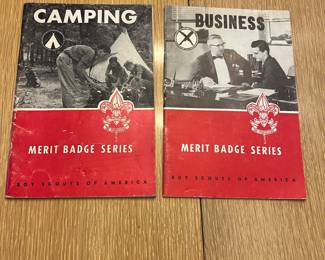 CAMPING
MERIT BADGE SERIES
BOY SCOUTS OF AMERICA
BUSINESS
MERIT BADGE SERIES
BOY SCOUTS OF AMERICA